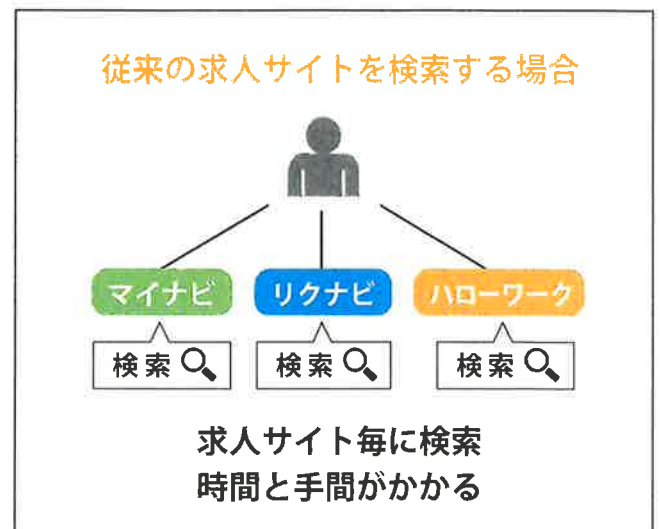 従来の求人サイトを検索する場合
マイナビ
リクナビ
ハローワーク
検索
検索
検索
求人サイト毎に検索
時間と手間がかかる